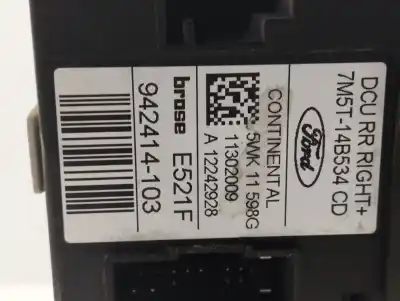 DCU RR RIGHT+
7M5T-14B534 CD
Ford
CONTINENTAL
5WK 11 598G
11302009
A 12242928
brose E521F
942414-103